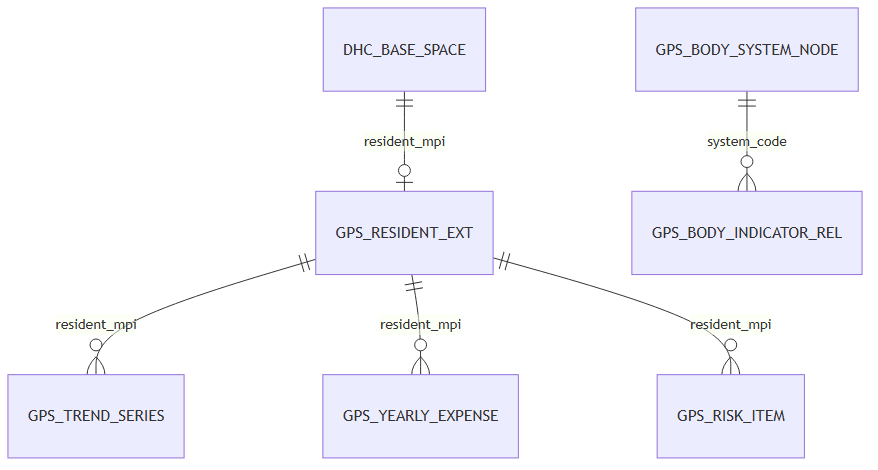 DHC_BASE_SPACE
GPS_BODY_SYSTEM_NODE
resident_mpi
system_code
GPS_RESIDENT_EXT
GPS_BODY_INDICATOR_REL
resident_mpi
resident_mpi
resident_mpi
GPS_TREND_SERIES
GPS_YEARLY_EXPENSE
GPS_RISK_ITEM